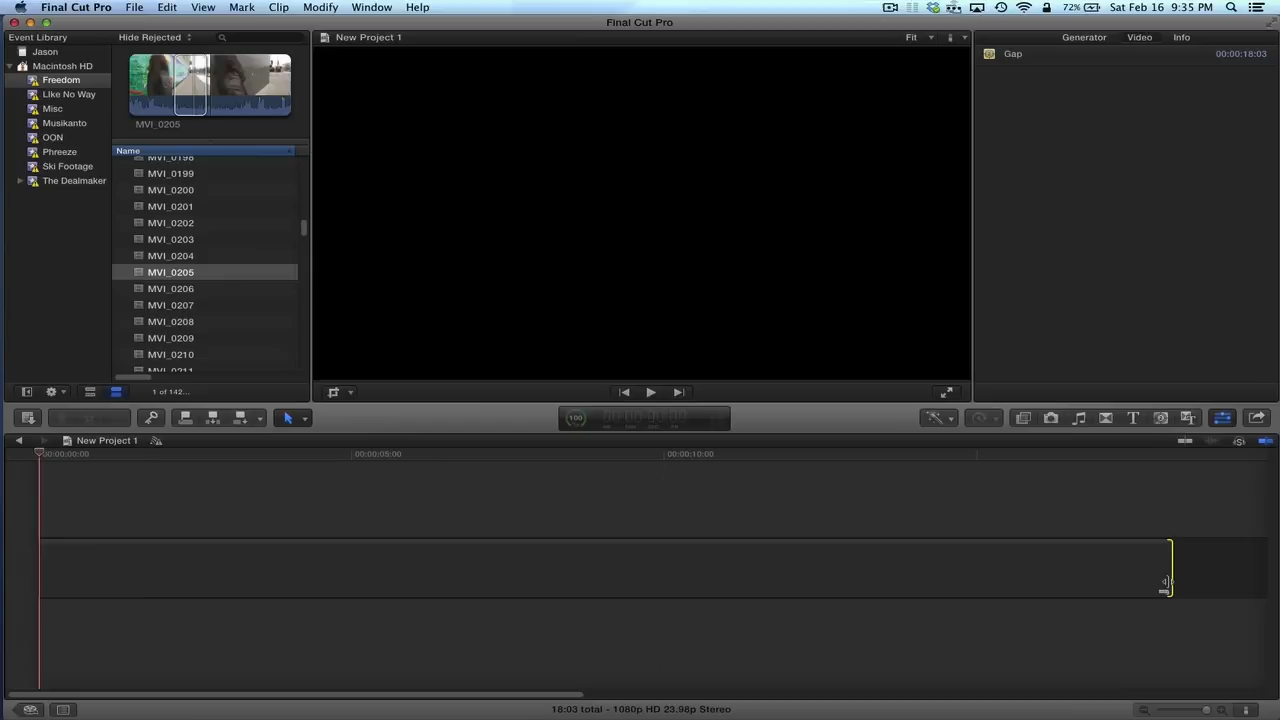 Final Cut Pro File Edit View Mark Clip Modify Window Help 72% Sat Feb 16 9:35 PM
Final Cut Pro
Event Library Hide Rejected New Project 1 Fit Generator Video Info
Jason
Macintosh HD
Freedom
LIke No Way
Misc
Musikanto
OON
Phreeze
Ski Footage
The Dealmaker
MVI_0205
Name
MVI_0198
MVI_0199
MVI_0200
MVI_0201
MVI_0202
MVI_0203
MVI_0204
MVI_0205
MVI_0206
MVI_0207
MVI_0208
MVI_0209
MVI_0210
MVI_0211
1 of 142...
Gap 00:00:18:03
100
New Project 1
00:00:00:00 00:00:05:00 00:00:10:00
18:03 total - 1080p HD 23.98p Stereo